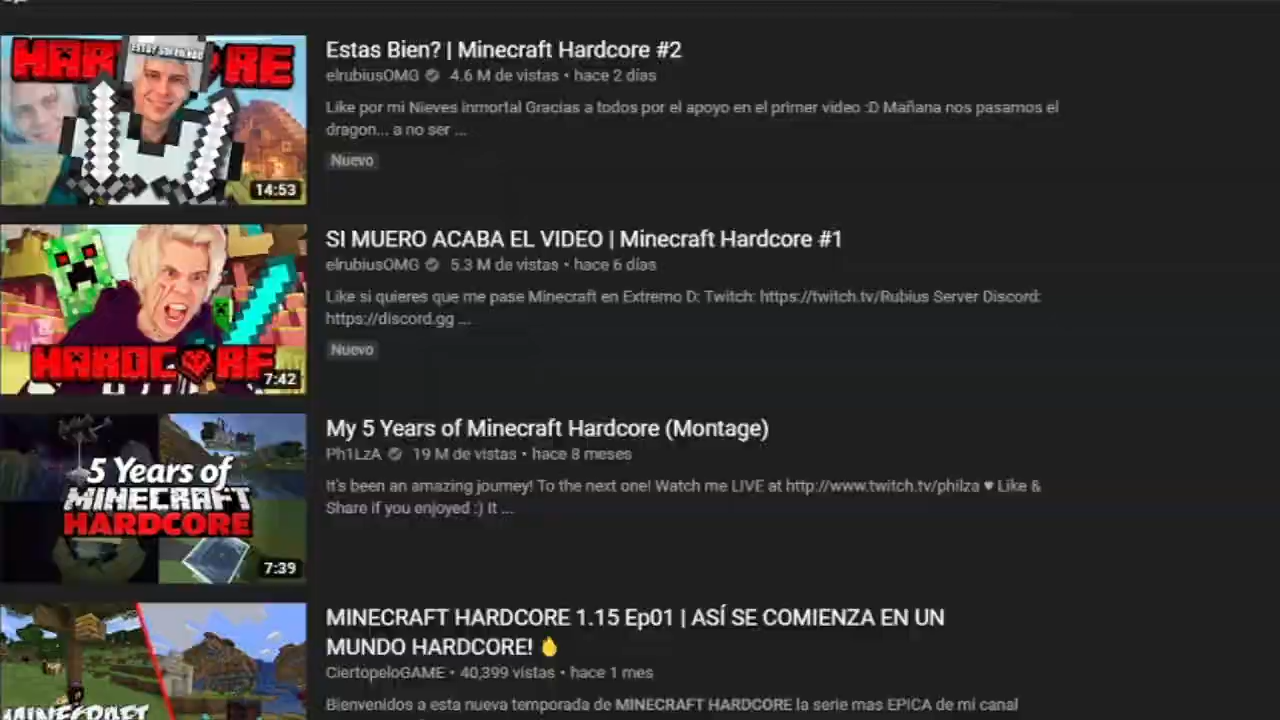 HARDCORE
ESTOY SOFRIENDO
14:53
Estas Bien? | Minecraft Hardcore #2
elrubiusOMG 4.6 M de vistas • hace 2 días
Like por mi Nieves inmortal Gracias a todos por el apoyo en el primer video :D Mañana nos pasamos el
dragon... a no ser ...
Nuevo
HARDCORE
7:42
SI MUERO ACABA EL VIDEO | Minecraft Hardcore #1
elrubiusOMG 5.3 M de vistas • hace 6 días
Like si quieres que me pase Minecraft en Extremo D: Twitch: https://twitch.tv/Rubius Server Discord:
https://discord.gg ...
Nuevo
5 Years of
MINECRAFT
HARDCORE
7:39
My 5 Years of Minecraft Hardcore (Montage)
Ph1LzA 19 M de vistas • hace 8 meses
It's been an amazing journey! To the next one! Watch me LIVE at http://www.twitch.tv/philza ♥ Like &
Share if you enjoyed :) It ...
MINECRAFT
MINECRAFT HARDCORE 1.15 Ep01 | ASÍ SE COMIENZA EN UN
MUNDO HARDCORE! 🔥
CiertopeloGAME • 40,399 vistas • hace 1 mes
Bienvenidos a esta nueva temporada de MINECRAFT HARDCORE la serie mas EPICA de mi canal